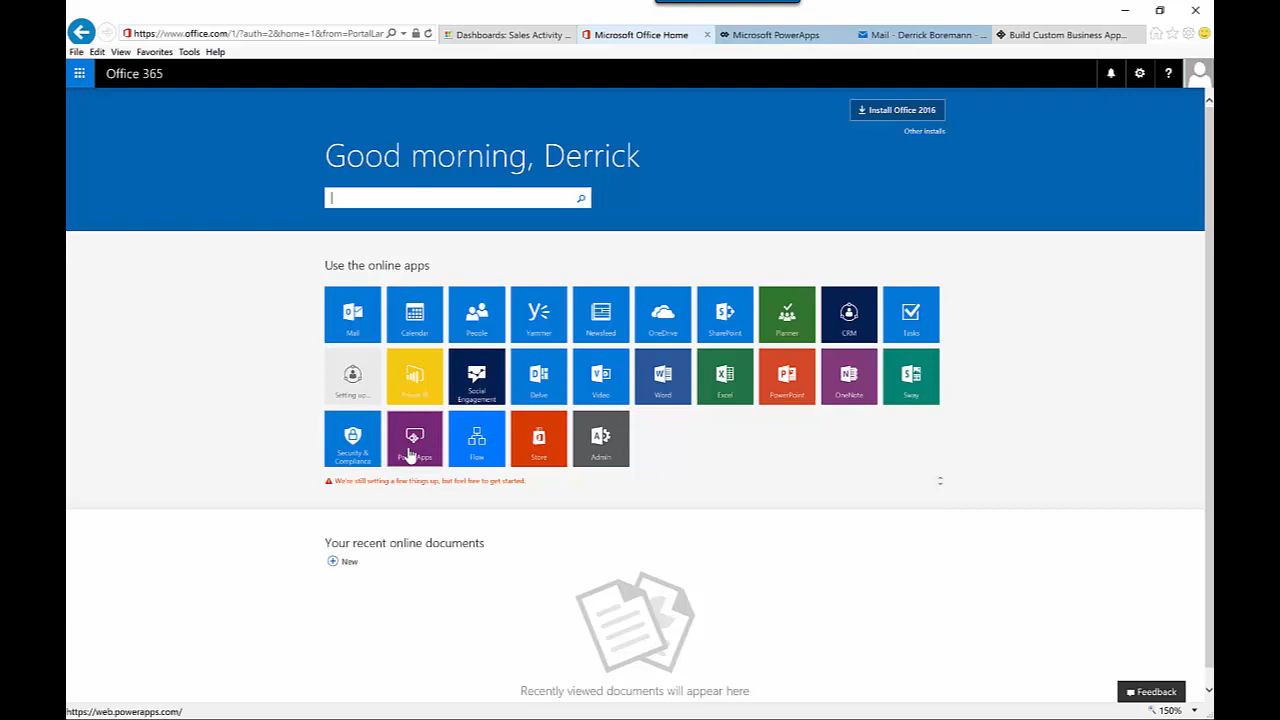 https://www.office.com/1/?auth=2&home=1&from=PortalLar
Dashboards: Sales Activity ...
Microsoft Office Home
Microsoft PowerApps
Mail - Derrick Boremann - ...
Build Custom Business App...
File Edit View Favorites Tools Help
Office 365
?
Install Office 2016
Other installs
Good morning, Derrick
Use the online apps
Mail
Calendar
People
Yammer
Newsfeed
OneDrive
SharePoint
Planner
CRM
Tasks
Setting up...
Power BI
Social Engagement
Delve
Video
Word
Excel
PowerPoint
OneNote
Sway
Security & Compliance
PowerApps
Flow
Store
Admin
We're still setting a few things up, but feel free to get started.
Your recent online documents
New
Recently viewed documents will appear here
Feedback
https://web.powerapps.com/
150%